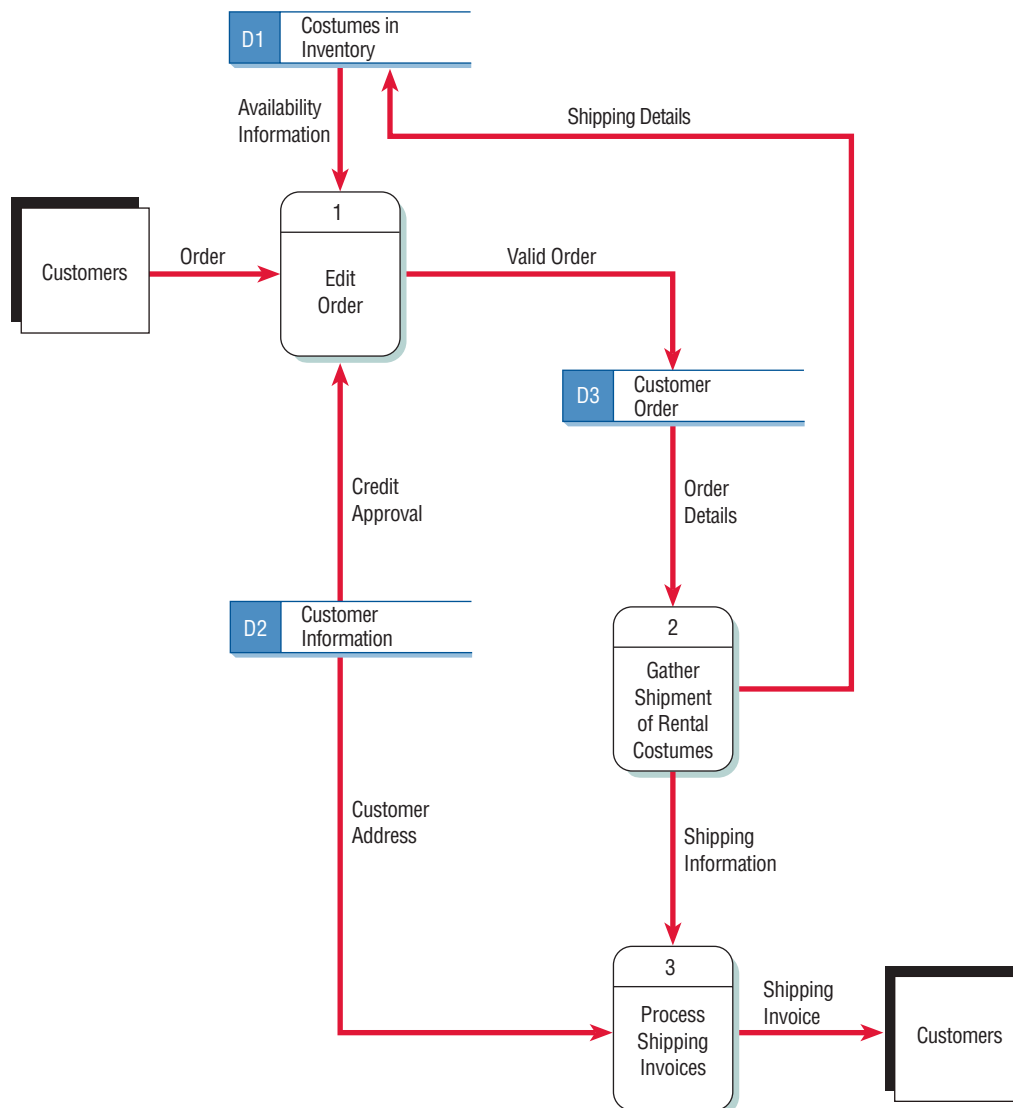 D1
Costumes in
Inventory
Availability
Information
Shipping Details
1
Edit
Order
Customers
Order
Valid Order
D3
Customer
Order
Credit
Approval
Order
Details
D2
Customer
Information
2
Gather
Shipment
of Rental
Costumes
Customer
Address
Shipping
Information
3
Process
Shipping
Invoices
Shipping
Invoice
Customers